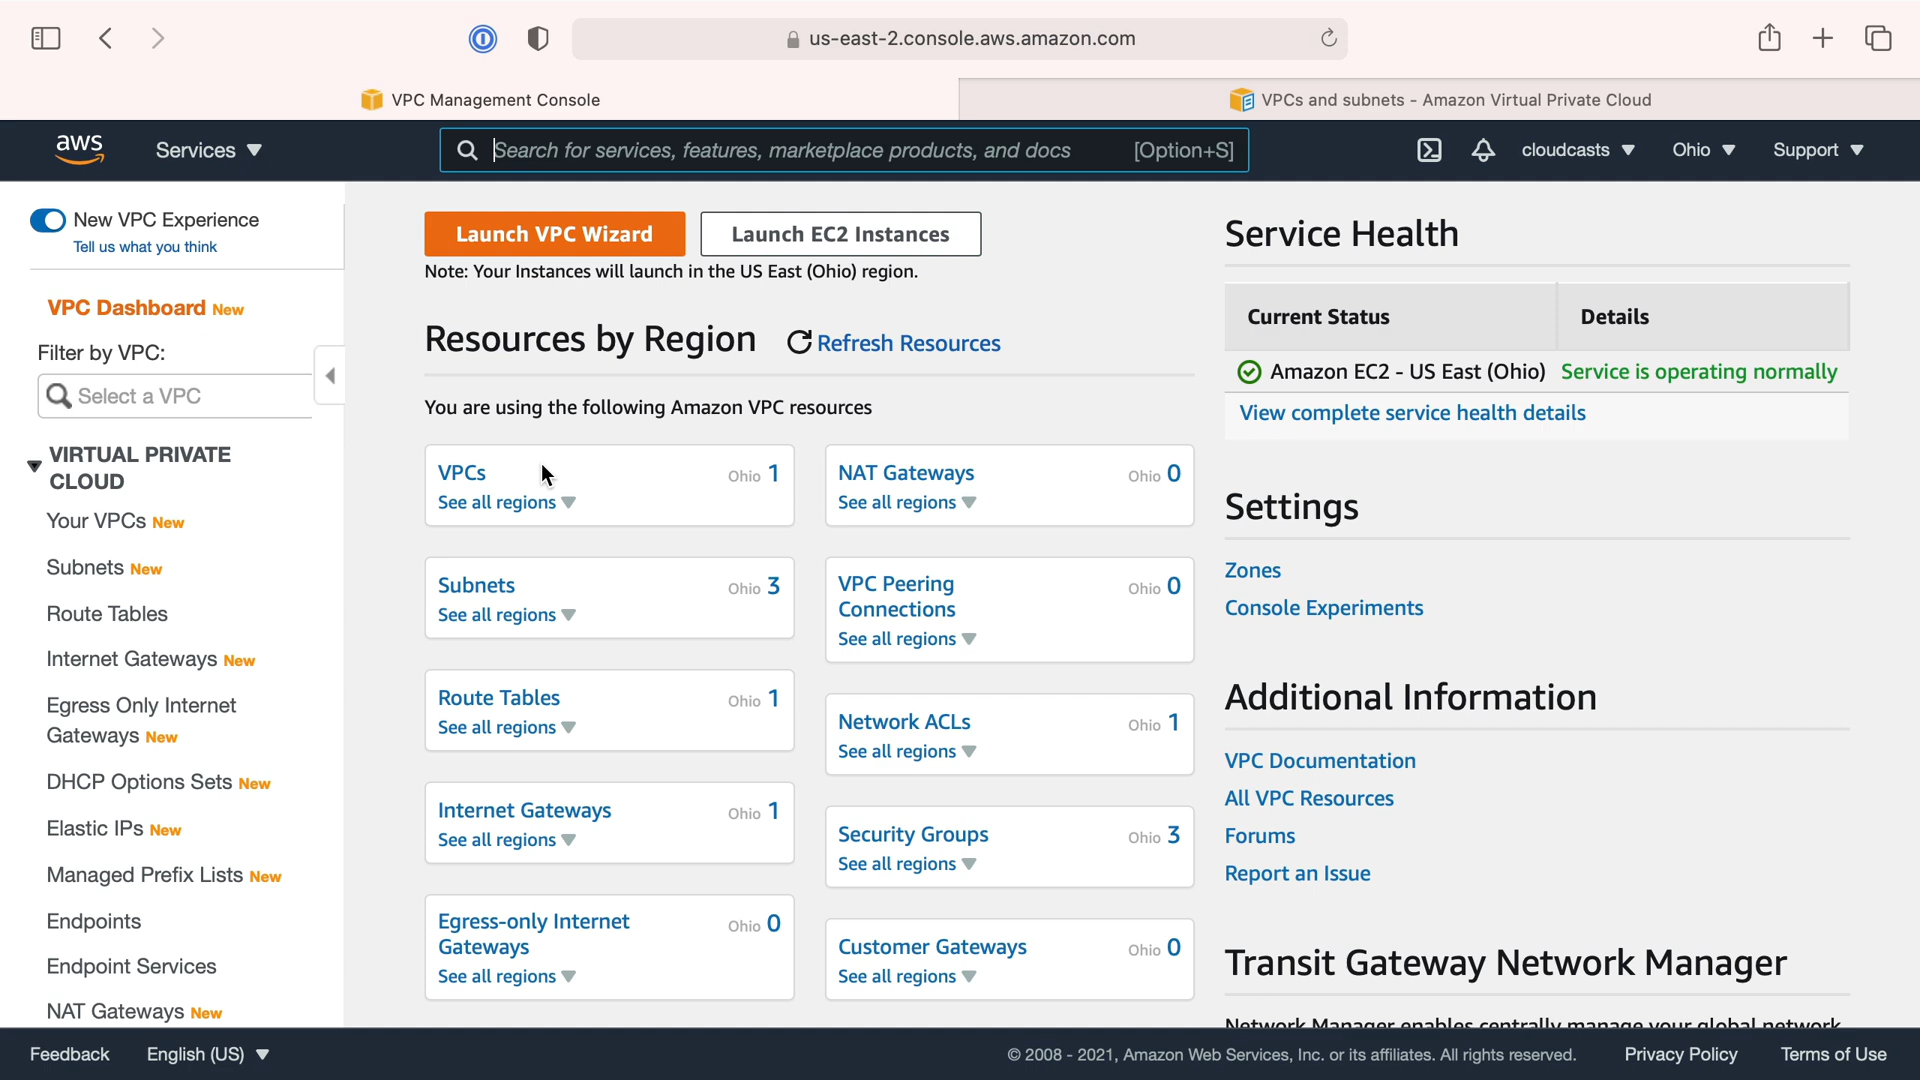 us-east-2.console.aws.amazon.com
VPC Management Console
VPCs and subnets - Amazon Virtual Private Cloud
aws
Services
Search for services, features, marketplace products, and docs
[Option+S]
cloudcasts
Ohio
Support
New VPC Experience
Tell us what you think
VPC Dashboard New
Filter by VPC:
Select a VPC
VIRTUAL PRIVATE
CLOUD
Your VPCs New
Subnets New
Route Tables
Internet Gateways New
Egress Only Internet
Gateways New
DHCP Options Sets New
Elastic IPs New
Managed Prefix Lists New
Endpoints
Endpoint Services
NAT Gateways New
Launch VPC Wizard
Launch EC2 Instances
Note: Your Instances will launch in the US East (Ohio) region.
Resources by Region
Refresh Resources
You are using the following Amazon VPC resources
VPCs
Ohio 1
See all regions
Subnets
Ohio 3
See all regions
Route Tables
Ohio 1
See all regions
Internet Gateways
Ohio 1
See all regions
Egress-only Internet
Gateways
Ohio 0
See all regions
NAT Gateways
Ohio 0
See all regions
VPC Peering
Connections
Ohio 0
See all regions
Network ACLs
Ohio 1
See all regions
Security Groups
Ohio 3
See all regions
Customer Gateways
Ohio 0
See all regions
Service Health
Current Status
Details
Amazon EC2 - US East (Ohio)
Service is operating normally
View complete service health details
Settings
Zones
Console Experiments
Additional Information
VPC Documentation
All VPC Resources
Forums
Report an Issue
Transit Gateway Network Manager
Network Manager enables centrally manage your global network
Feedback
English (US)
© 2008 - 2021, Amazon Web Services, Inc. or its affiliates. All rights reserved.
Privacy Policy
Terms of Use